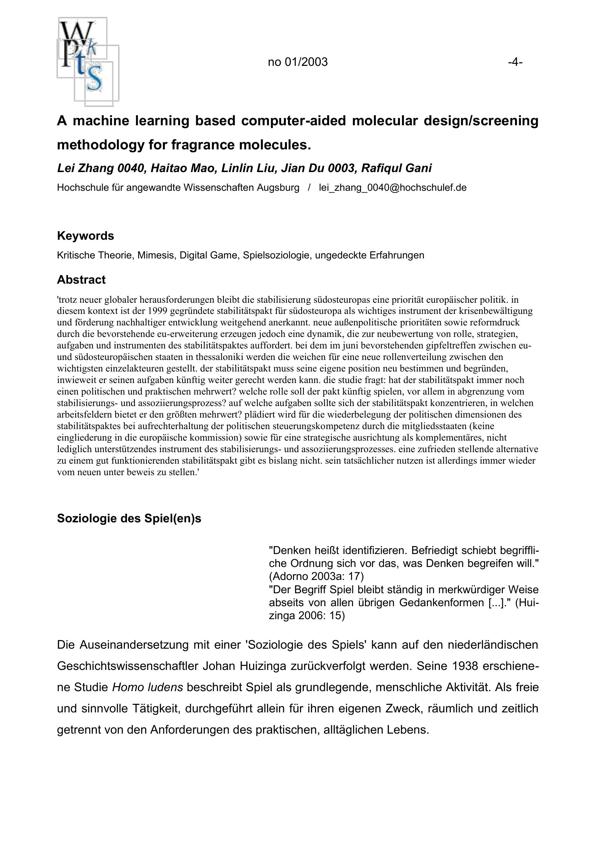 W
P k
t s
S
no 01/2003 -4-
A machine learning based computer-aided molecular design/screening
methodology for fragrance molecules.
Lei Zhang 0040, Haitao Mao, Linlin Liu, Jian Du 0003, Rafiqul Gani
Hochschule für angewandte Wissenschaften Augsburg / lei_zhang_0040@hochschulef.de
Keywords
Kritische Theorie, Mimesis, Digital Game, Spielsoziologie, ungedeckte Erfahrungen
Abstract
'trotz neuer globaler herausforderungen bleibt die stabilisierung südosteuropas eine priorität europäischer politik. in
diesem kontext ist der 1999 gegründete stabilitätspakt für südosteuropa als wichtiges instrument der krisenbewältigung
und förderung nachhaltiger entwicklung weitgehend anerkannt. neue außenpolitische prioritäten sowie reformdruck
durch die bevorstehende eu-erweiterung erzeugen jedoch eine dynamik, die zur neubewertung von rolle, strategien,
aufgaben und instrumenten des stabilitätspaktes auffordert. bei dem im juni bevorstehenden gipfeltreffen zwischen eu-
und südosteuropäischen staaten in thessaloniki werden die weichen für eine neue rollenverteilung zwischen den
wichtigsten einzelakteuren gestellt. der stabilitätspakt muss seine eigene position neu bestimmen und begründen,
inwieweit er seinen aufgaben künftig weiter gerecht werden kann. die studie fragt: hat der stabilitätspakt immer noch
einen politischen und praktischen mehrwert? welche rolle soll der pakt künftig spielen, vor allem in abgrenzung vom
stabilisierungs- und assoziierungsprozess? auf welche aufgaben sollte sich der stabilitätspakt konzentrieren, in welchen
arbeitsfeldern bietet er den größten mehrwert? plädiert wird für die wiederbelegung der politischen dimensionen des
stabilitätspaktes bei aufrechterhaltung der politischen steuerungskompetenz durch die mitgliedsstaaten (keine
eingliederung in die europäische kommission) sowie für eine strategische ausrichtung als komplementäres, nicht
lediglich unterstützendes instrument des stabilisierungs- und assoziierungsprozesses. eine zufrieden stellende alternative
zu einem gut funktionierenden stabilitätspakt gibt es bislang nicht. sein tatsächlicher nutzen ist allerdings immer wieder
vom neuen unter beweis zu stellen.'
Soziologie des Spiel(en)s
"Denken heißt identifizieren. Befriedigt schiebt begriffli-
che Ordnung sich vor das, was Denken begreifen will."
(Adorno 2003a: 17)
"Der Begriff Spiel bleibt ständig in merkwürdiger Weise
abseits von allen übrigen Gedankenformen [...]." (Hui-
zinga 2006: 15)
Die Auseinandersetzung mit einer 'Soziologie des Spiels' kann auf den niederländischen
Geschichtswissenschaftler Johan Huizinga zurückverfolgt werden. Seine 1938 erschiene-
ne Studie Homo ludens beschreibt Spiel als grundlegende, menschliche Aktivität. Als freie
und sinnvolle Tätigkeit, durchgeführt allein für ihren eigenen Zweck, räumlich und zeitlich
getrennt von den Anforderungen des praktischen, alltäglichen Lebens.